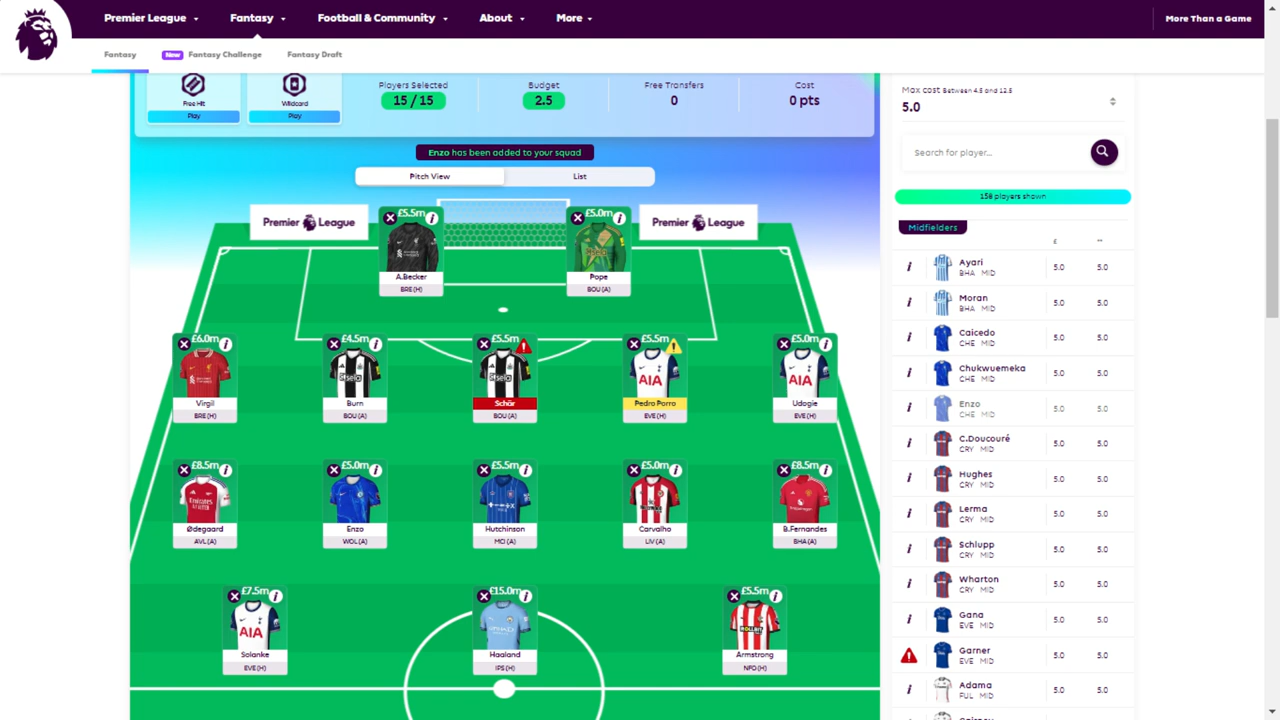 Premier League Fantasy Football & Community About More More Than a Game
Fantasy New Fantasy Challenge Fantasy Draft
Free Hit Wildcard
Play Play
Players Selected Budget Free Transfers Cost
15 / 15 2.5 0 0 pts
Enzo has been added to your squad
Pitch View List
Premier League Premier League
£5.5m £5.0m
A.Becker Pope
BRE (H) BOU (A)
£6.0m £4.5m £5.5m £5.5m £5.0m
AIA AIA
Virgil Burn Schär Pedro Porro Udogie
BRE (H) BOU (A) BOU (A) EVE (H) EVE (H)
£8.5m £5.0m £5.5m £5.0m £8.5m
Ødegaard Enzo Hutchinson Carvalho B.Fernandes
AVL (A) WOL (A) MCI (A) LIV (A) BHA (A)
£7.5m £15.0m £5.5m
AIA
Solanke Haaland Armstrong
EVE (H) IPS (H) NFO (H)
Max cost Between 4.5 and 12.5
5.0
Search for player...
158 players shown
Midfielders
£ **
Ayari 5.0 5.0
BHA MID
Moran 5.0 5.0
BHA MID
Caicedo 5.0 5.0
CHE MID
Chukwuemeka 5.0 5.0
CHE MID
Enzo 5.0 5.0
CHE MID
C.Doucouré 5.0 5.0
CRY MID
Hughes 5.0 5.0
CRY MID
Lerma 5.0 5.0
CRY MID
Schlupp 5.0 5.0
CRY MID
Wharton 5.0 5.0
CRY MID
Gana 5.0 5.0
EVE MID
Garner 5.0 5.0
EVE MID
Adama 5.0 5.0
FUL MID